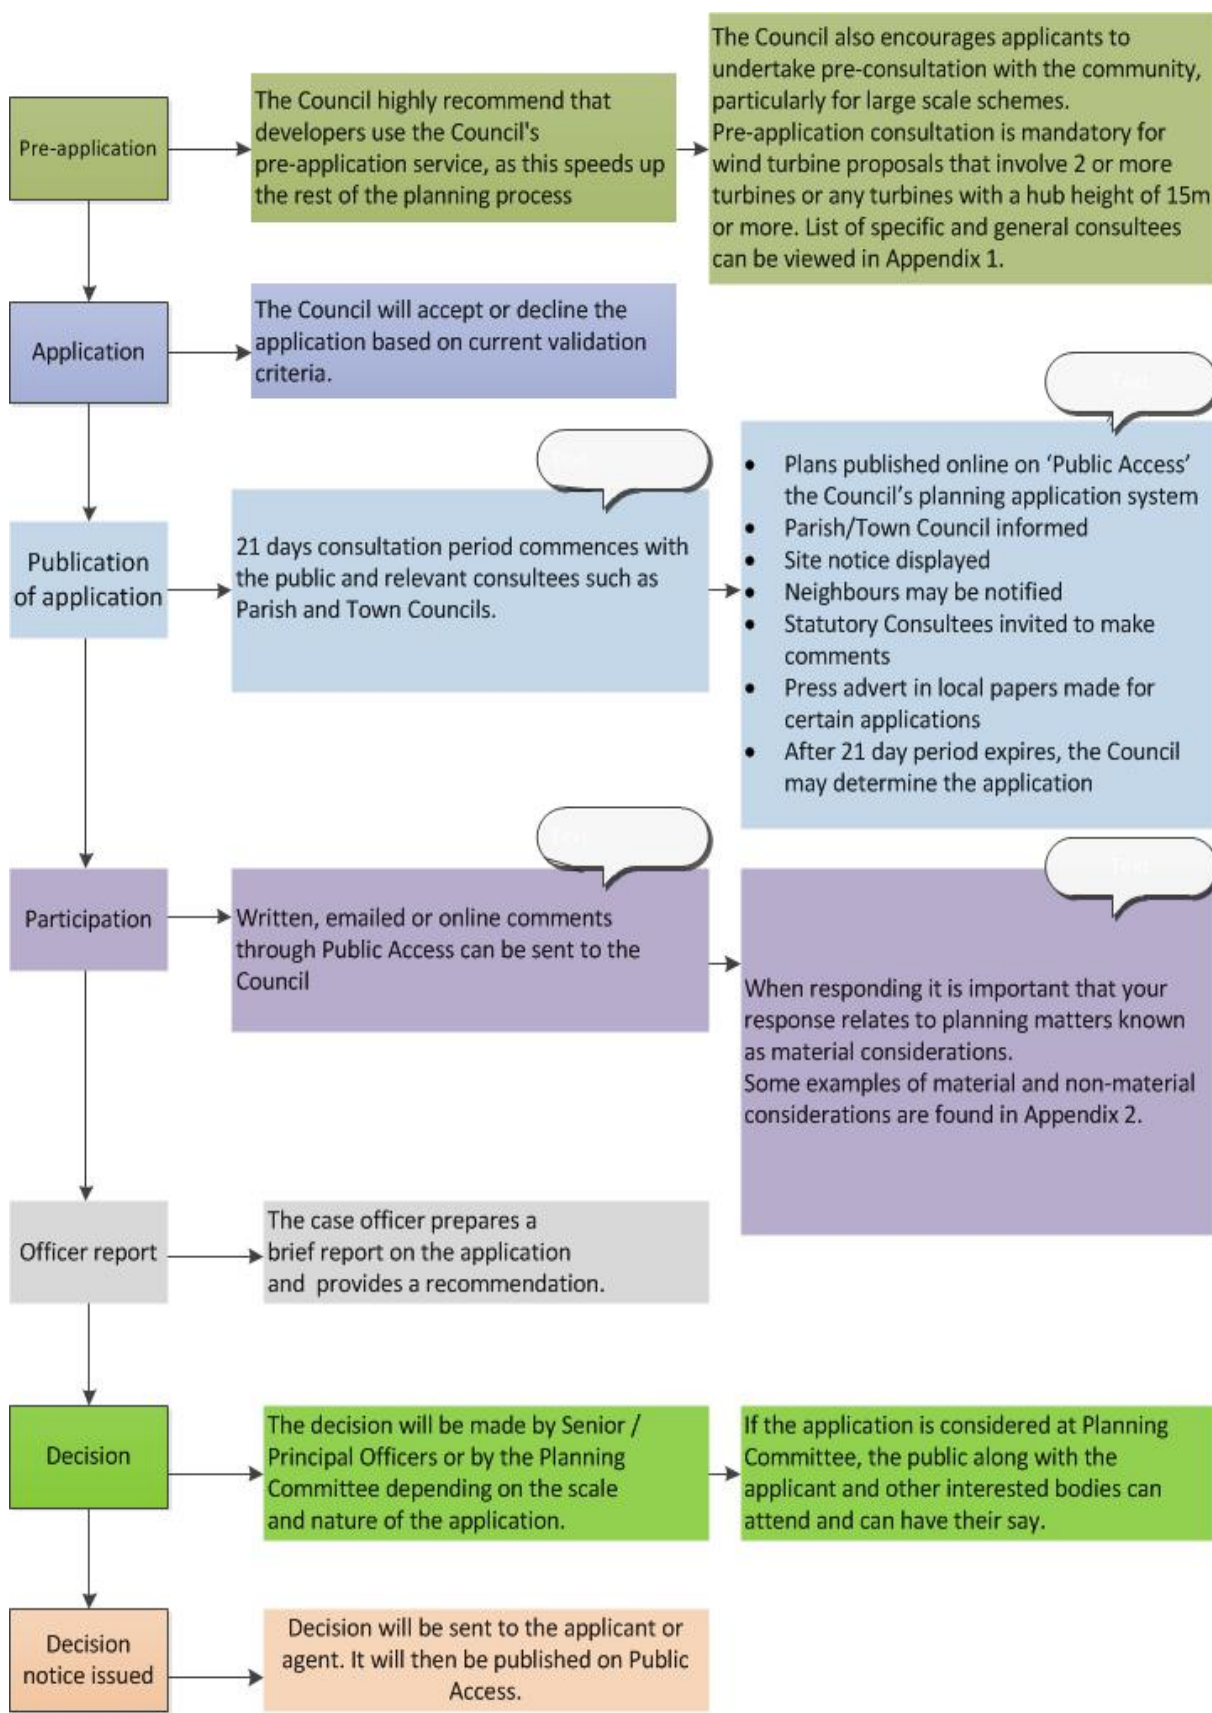 Pre-application
The Council highly recommend that
developers use the Council's
pre-application service, as this speeds up
the rest of the planning process
The Council also encourages applicants to
undertake pre-consultation with the community,
particularly for large scale schemes.
Pre-application consultation is mandatory for
wind turbine proposals that involve 2 or more
turbines or any turbines with a hub height of 15m
or more. List of specific and general consultees
can be viewed in Appendix 1.
Application
The Council will accept or decline the
application based on current validation
criteria.
Text
Text
Publication
of application
21 days consultation period commences with
the public and relevant consultees such as
Parish and Town Councils.
• Plans published online on ‘Public Access’
the Council’s planning application system
• Parish/Town Council informed
• Site notice displayed
• Neighbours may be notified
• Statutory Consultees invited to make
comments
• Press advert in local papers made for
certain applications
• After 21 day period expires, the Council
may determine the application
Text
Text
Participation
Written, emailed or online comments
through Public Access can be sent to the
Council
When responding it is important that your
response relates to planning matters known
as material considerations.
Some examples of material and non-material
considerations are found in Appendix 2.
Officer report
The case officer prepares a
brief report on the application
and provides a recommendation.
Decision
The decision will be made by Senior /
Principal Officers or by the Planning
Committee depending on the scale
and nature of the application.
If the application is considered at Planning
Committee, the public along with the
applicant and other interested bodies can
attend and can have their say.
Decision
notice issued
Decision will be sent to the applicant or
agent. It will then be published on Public
Access.